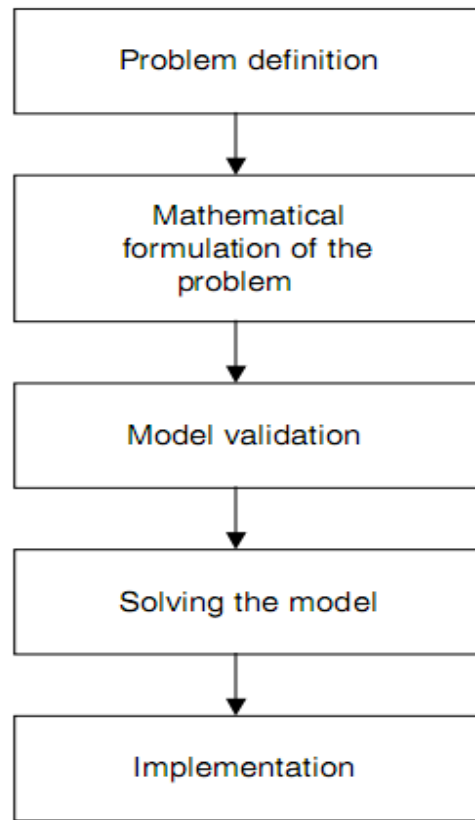 Problem definition
Mathematical
formulation of the
problem
Model validation
Solving the model
Implementation